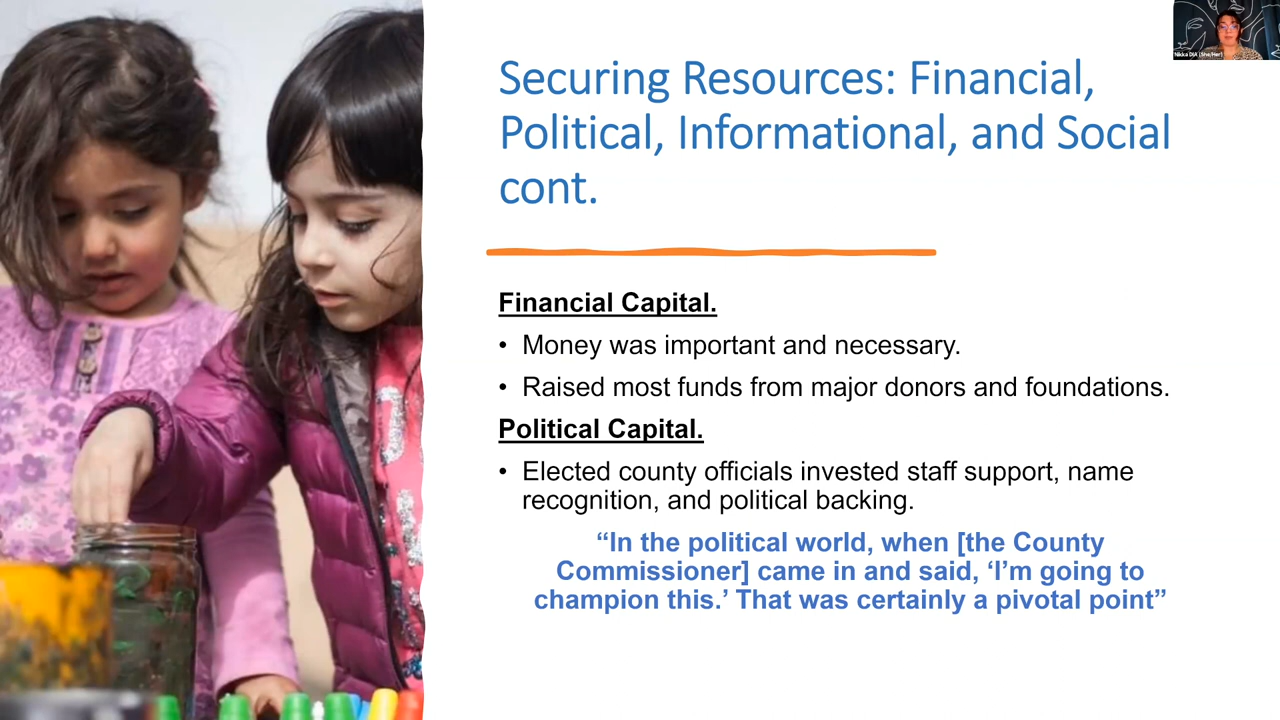 Nikka DIA (She/Her)
Securing Resources: Financial,
Political, Informational, and Social
cont.
Financial Capital.
• Money was important and necessary.
• Raised most funds from major donors and foundations.
Political Capital.
• Elected county officials invested staff support, name
recognition, and political backing.
“In the political world, when [the County
Commissioner] came in and said, ‘I’m going to
champion this.’ That was certainly a pivotal point”